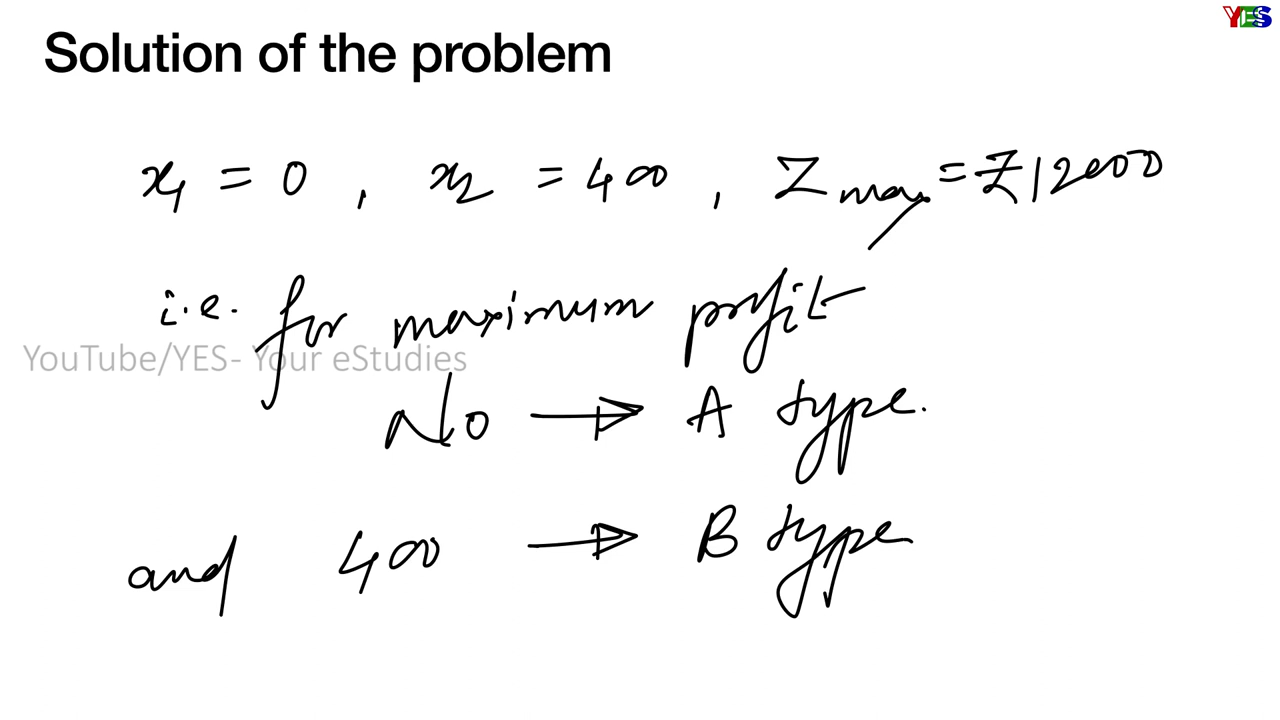 YES
Solution of the problem
x₁ = 0 , x₂ = 400 , Z max = ₹12000
i.e. for maximum profit
YouTube/YES- Your eStudies
No → A type.
and 400 → B type